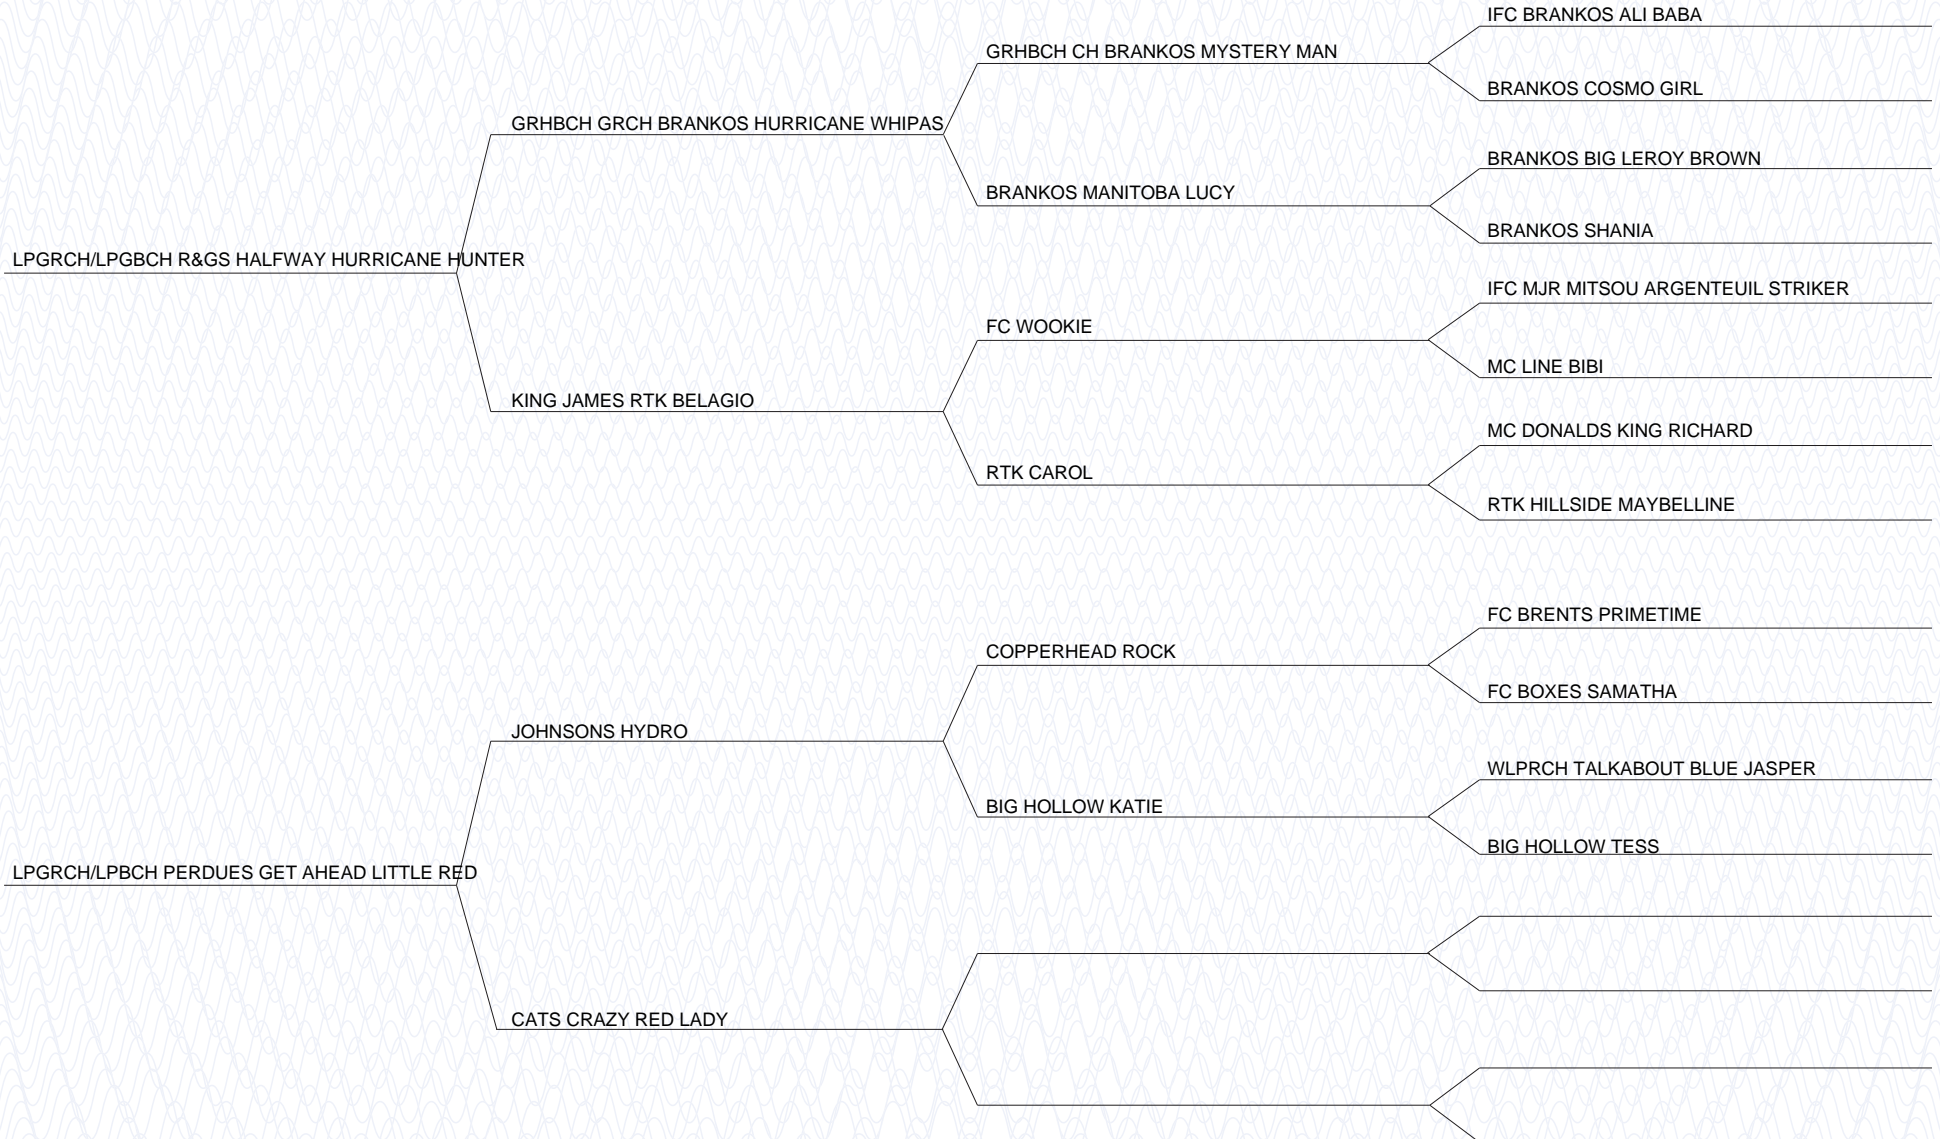 IFC BRANKOS ALI BABA
GRHBCH CH BRANKOS MYSTERY MAN
BRANKOS COSMO GIRL
GRHBCH GRCH BRANKOS HURRICANE WHIPAS
BRANKOS BIG LEROY BROWN
BRANKOS MANITOBA LUCY
BRANKOS SHANIA
LPGRCH/LPGBCH R&GS HALFWAY HURRICANE HUNTER
IFC MJR MITSOU ARGENTEUIL STRIKER
FC WOOKIE
MC LINE BIBI
KING JAMES RTK BELAGIO
MC DONALDS KING RICHARD
RTK CAROL
RTK HILLSIDE MAYBELLINE
FC BRENTS PRIMETIME
COPPERHEAD ROCK
FC BOXES SAMATHA
JOHNSONS HYDRO
WLPRCH TALKABOUT BLUE JASPER
BIG HOLLOW KATIE
BIG HOLLOW TESS
LPGRCH/LPBCH PERDUES GET AHEAD LITTLE RED
CATS CRAZY RED LADY